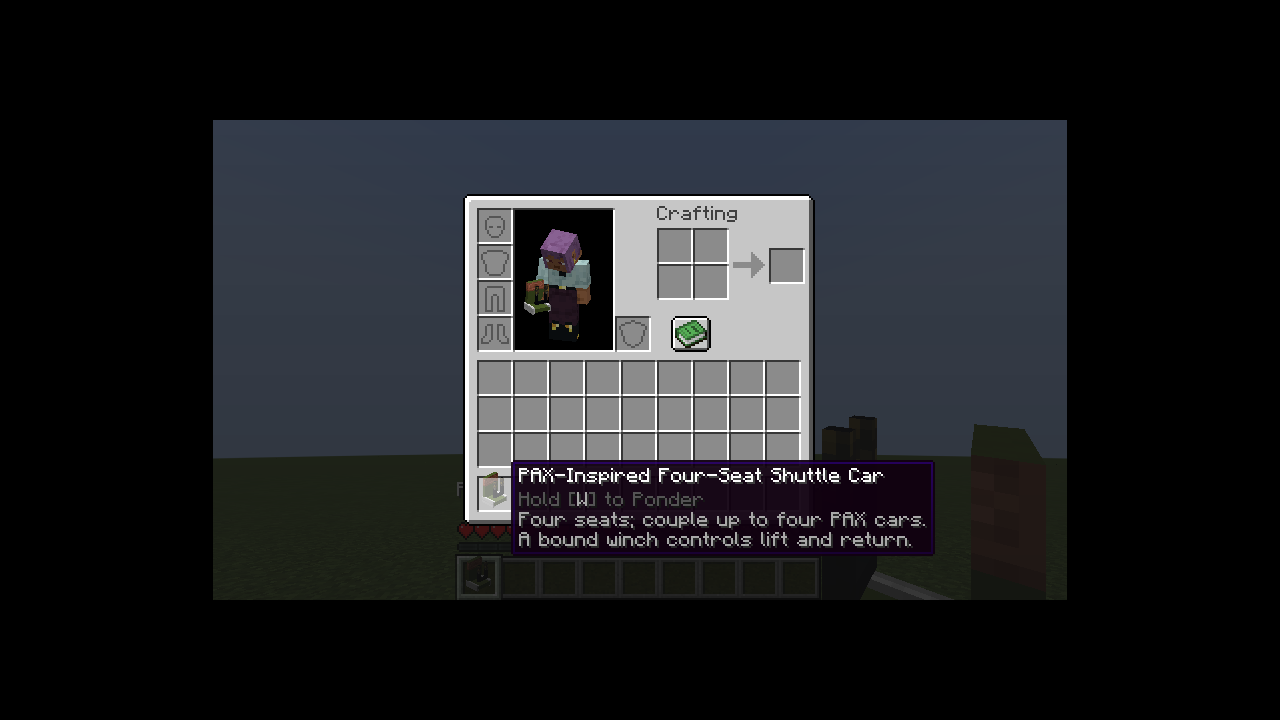 Crafting
PAX-Inspired Four-Seat Shuttle Car
Hold [W] to Ponder
Four seats; couple up to four PAX cars.
A bound winch controls lift and return.